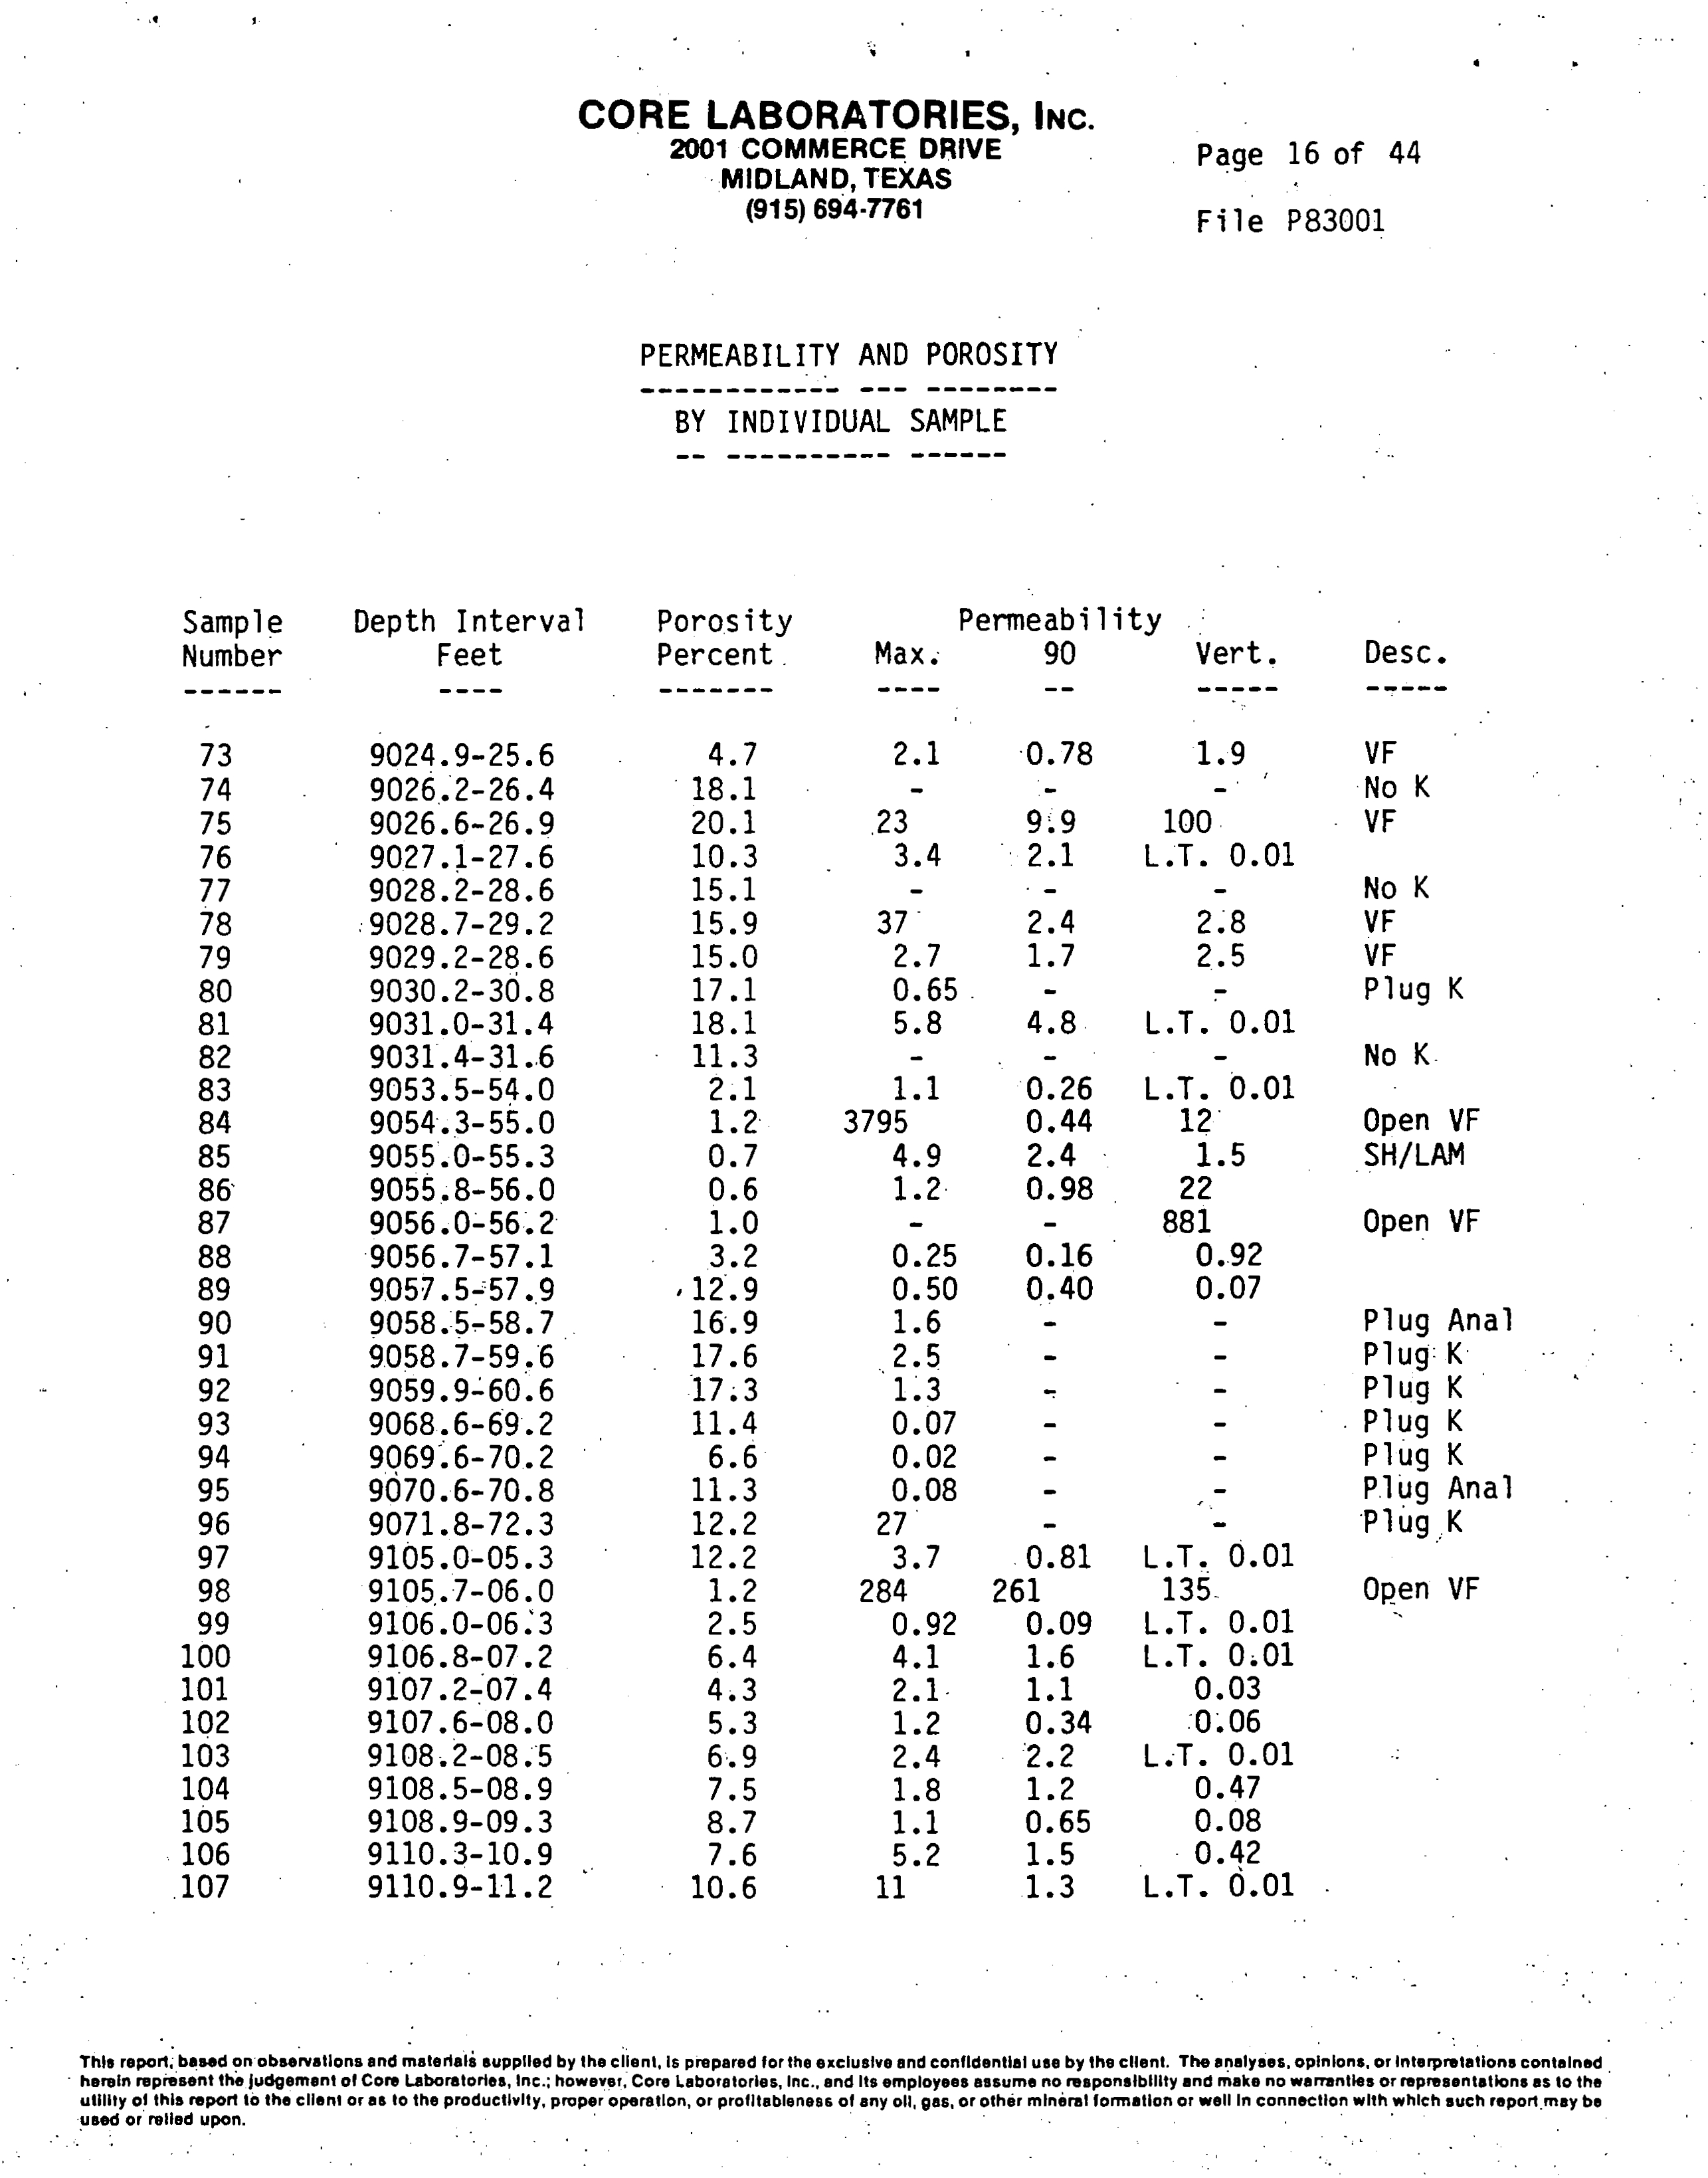 CORE LABORATORIES, INC.
2001 COMMERCE DRIVE
MIDLAND, TEXAS
(915) 694-7761
Page 16 of 44
File P83001
PERMEABILITY AND POROSITY
------------ --- --------
BY INDIVIDUAL SAMPLE
-- ---------- ------
Sample Depth Interval Porosity Permeability
Number Feet Percent Max. 90 Vert. Desc.
------ ---- ------- ---- -- ----- -----
73 9024.9-25.6 4.7 2.1 0.78 1.9 VF
74 9026.2-26.4 18.1 - - - No K
75 9026.6-26.9 20.1 23 9.9 100 VF
76 9027.1-27.6 10.3 3.4 2.1 L.T. 0.01
77 9028.2-28.6 15.1 - - - No K
78 9028.7-29.2 15.9 37 2.4 2.8 VF
79 9029.2-28.6 15.0 2.7 1.7 2.5 VF
80 9030.2-30.8 17.1 0.65 - - Plug K
81 9031.0-31.4 18.1 5.8 4.8 L.T. 0.01
82 9031.4-31.6 11.3 - - - No K
83 9053.5-54.0 2.1 1.1 0.26 L.T. 0.01
84 9054.3-55.0 1.2 3795 0.44 12 Open VF
85 9055.0-55.3 0.7 4.9 2.4 1.5 SH/LAM
86 9055.8-56.0 0.6 1.2 0.98 22
87 9056.0-56.2 1.0 - - 881 Open VF
88 9056.7-57.1 3.2 0.25 0.16 0.92
89 9057.5-57.9 12.9 0.50 0.40 0.07
90 9058.5-58.7 16.9 1.6 - - Plug Anal
91 9058.7-59.6 17.6 2.5 - - Plug K
92 9059.9-60.6 17.3 1.3 - - Plug K
93 9068.6-69.2 11.4 0.07 - - Plug K
94 9069.6-70.2 6.6 0.02 - - Plug K
95 9070.6-70.8 11.3 0.08 - - Plug Anal
96 9071.8-72.3 12.2 27 - - Plug K
97 9105.0-05.3 12.2 3.7 0.81 L.T. 0.01
98 9105.7-06.0 1.2 284 261 135 Open VF
99 9106.0-06.3 2.5 0.92 0.09 L.T. 0.01
100 9106.8-07.2 6.4 4.1 1.6 L.T. 0.01
101 9107.2-07.4 4.3 2.1 1.1 0.03
102 9107.6-08.0 5.3 1.2 0.34 0.06
103 9108.2-08.5 6.9 2.4 2.2 L.T. 0.01
104 9108.5-08.9 7.5 1.8 1.2 0.47
105 9108.9-09.3 8.7 1.1 0.65 0.08
106 9110.3-10.9 7.6 5.2 1.5 0.42
107 9110.9-11.2 10.6 11 1.3 L.T. 0.01
This report, based on observations and materials supplied by the client, is prepared for the exclusive and confidential use by the client. The analyses, opinions, or interpretations contained
herein represent the judgement of Core Laboratories, Inc.; however, Core Laboratories, Inc., and its employees assume no responsibility and make no warranties or representations as to the
utility of this report to the client or as to the productivity, proper operation, or profitableness of any oil, gas, or other mineral formation or well in connection with which such report may be
used or relied upon.